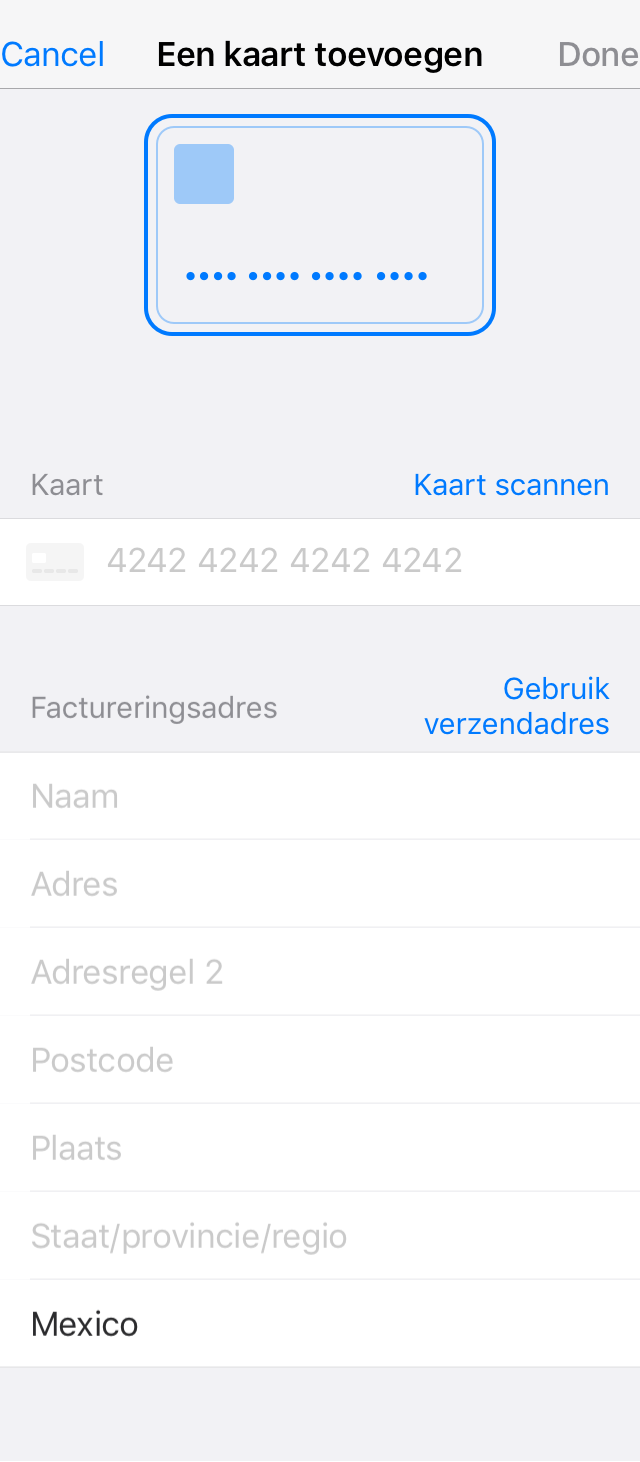 Cancel Een kaart toevoegen Done
•••• •••• •••• ••••
Kaart Kaart scannen
4242 4242 4242 4242
Factureringsadres Gebruik
verzendadres
Naam
Adres
Adresregel 2
Postcode
Plaats
Staat/provincie/regio
Mexico